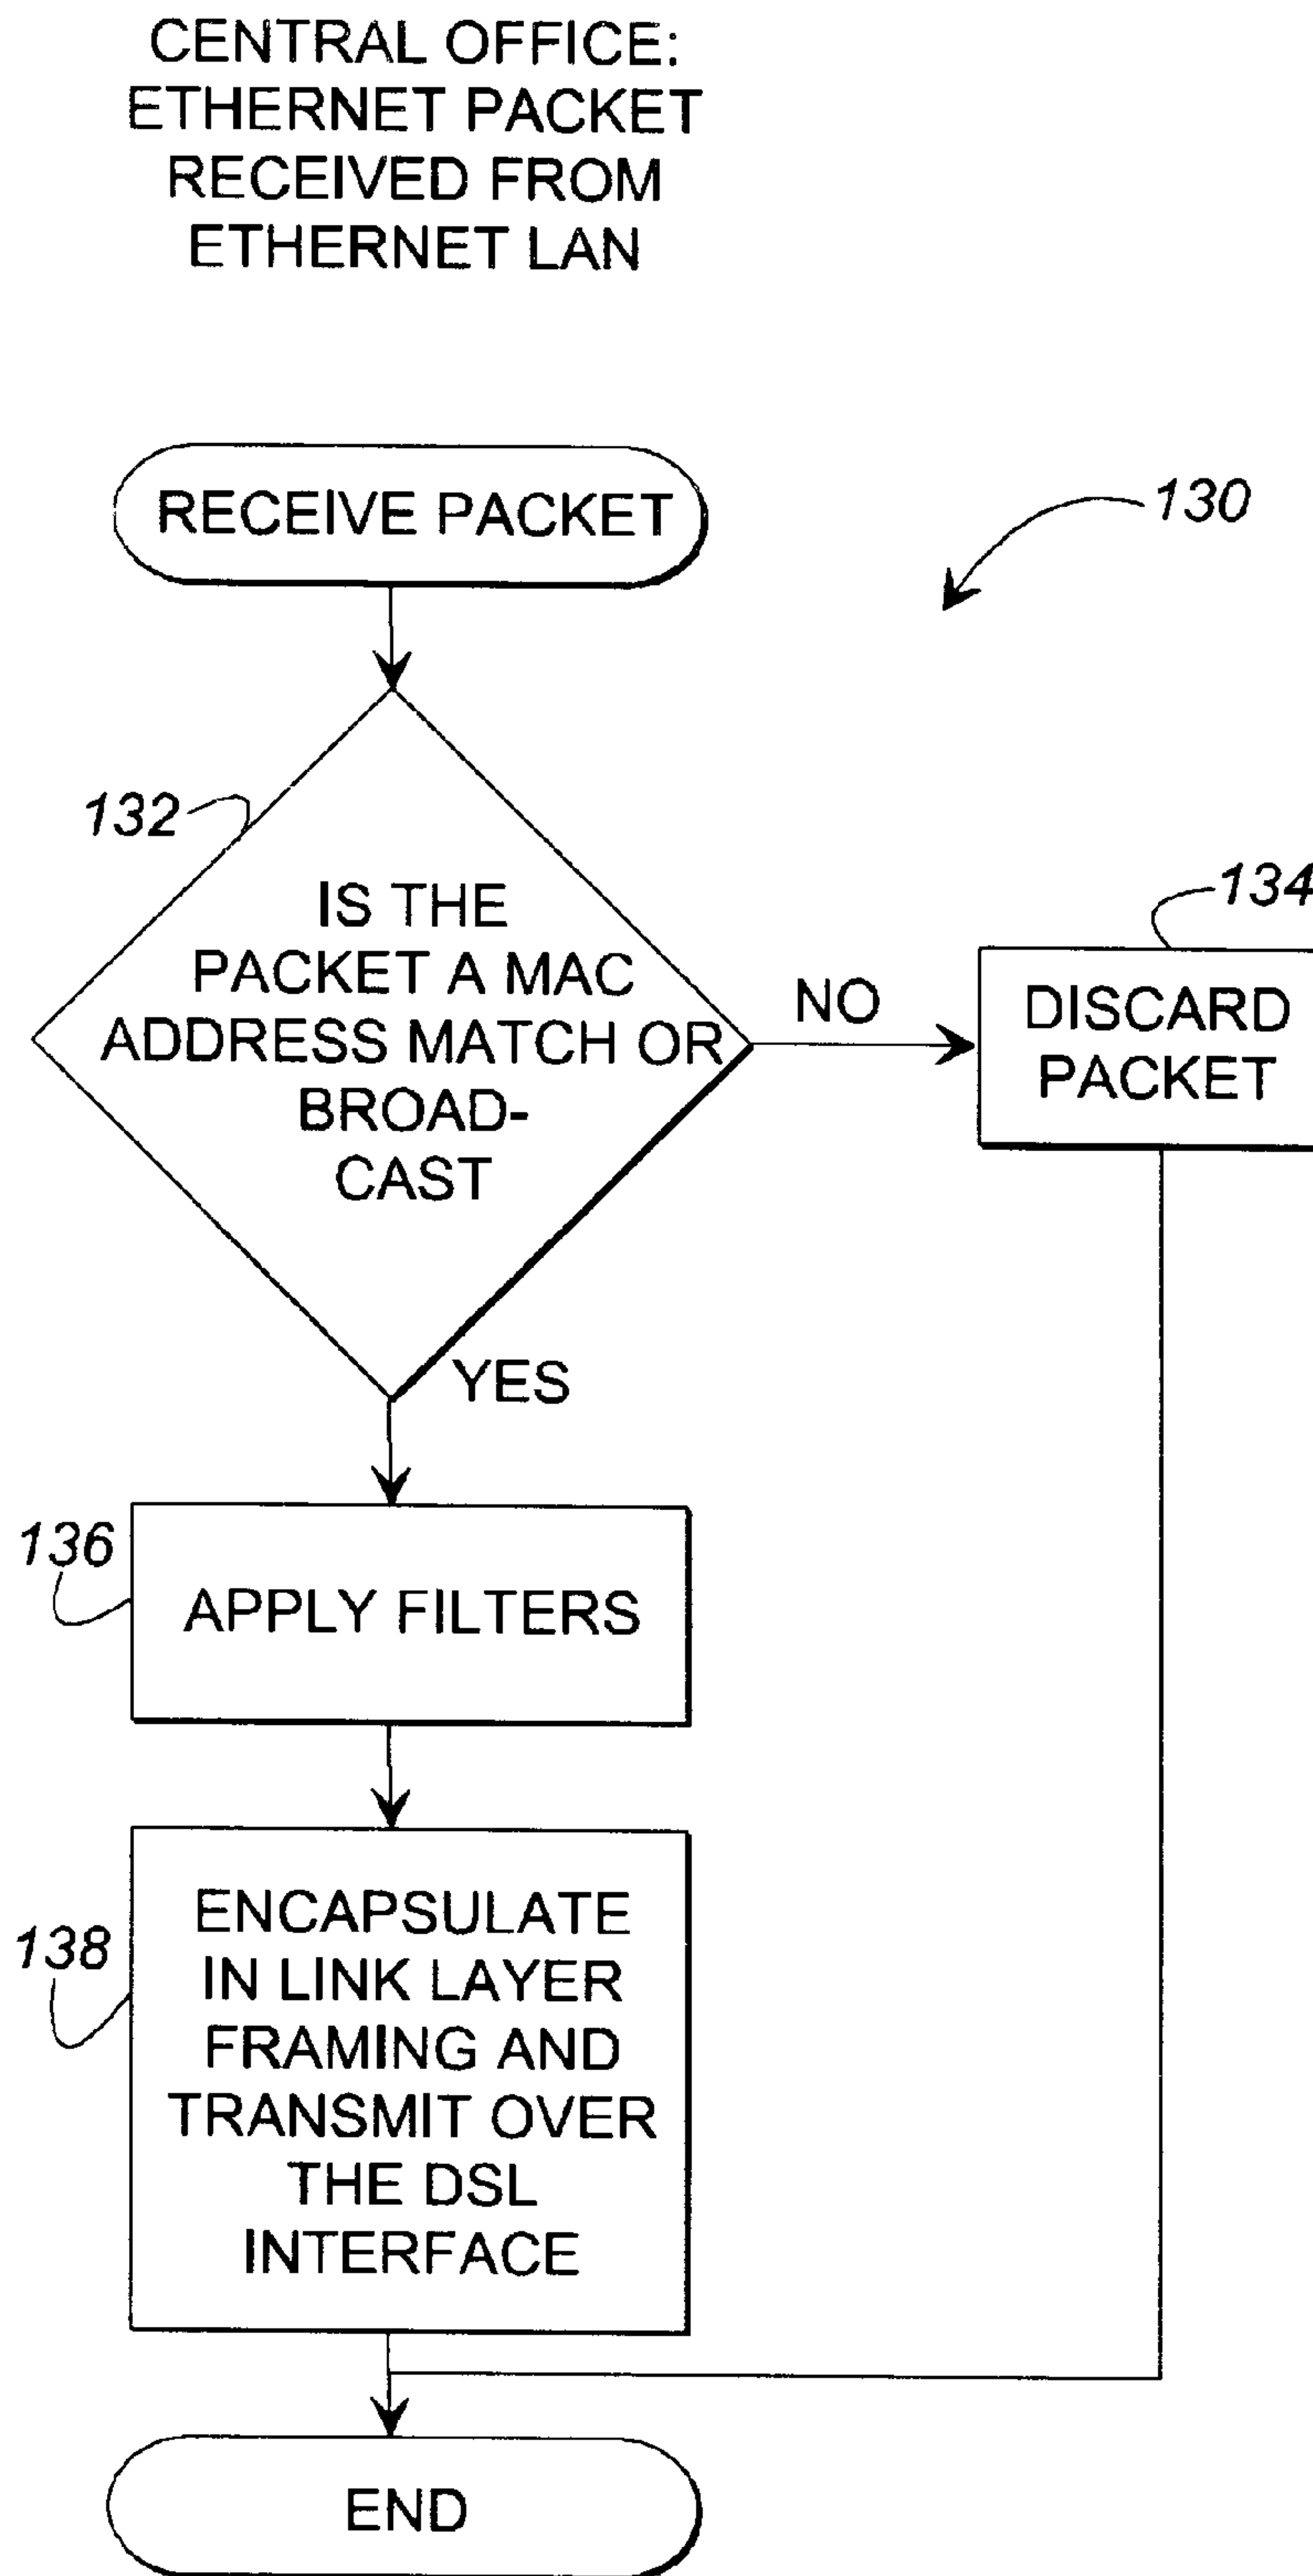 CENTRAL OFFICE:
ETHERNET PACKET
RECEIVED FROM
ETHERNET LAN
RECEIVE PACKET
130
132
IS THE
PACKET A MAC
ADDRESS MATCH OR
BROAD-
CAST
NO
134
DISCARD
PACKET
YES
136
APPLY FILTERS
138
ENCAPSULATE
IN LINK LAYER
FRAMING AND
TRANSMIT OVER
THE DSL
INTERFACE
END